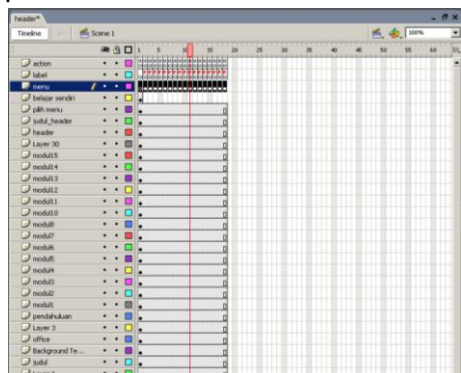 header*
Timeline Scene 1 100%
1 5 10 15 20 25 30 35 40 45 50 55 60
action
label
menu
belajar sendiri
pilih menu
judul_header
header
Layer 30
modul15
modul14
modul13
modul12
modul11
modul10
modul8
modul7
modul6
modul5
modul4
modul3
modul2
modul1
pendahuluan
Layer 3
office
Background Te...
judul